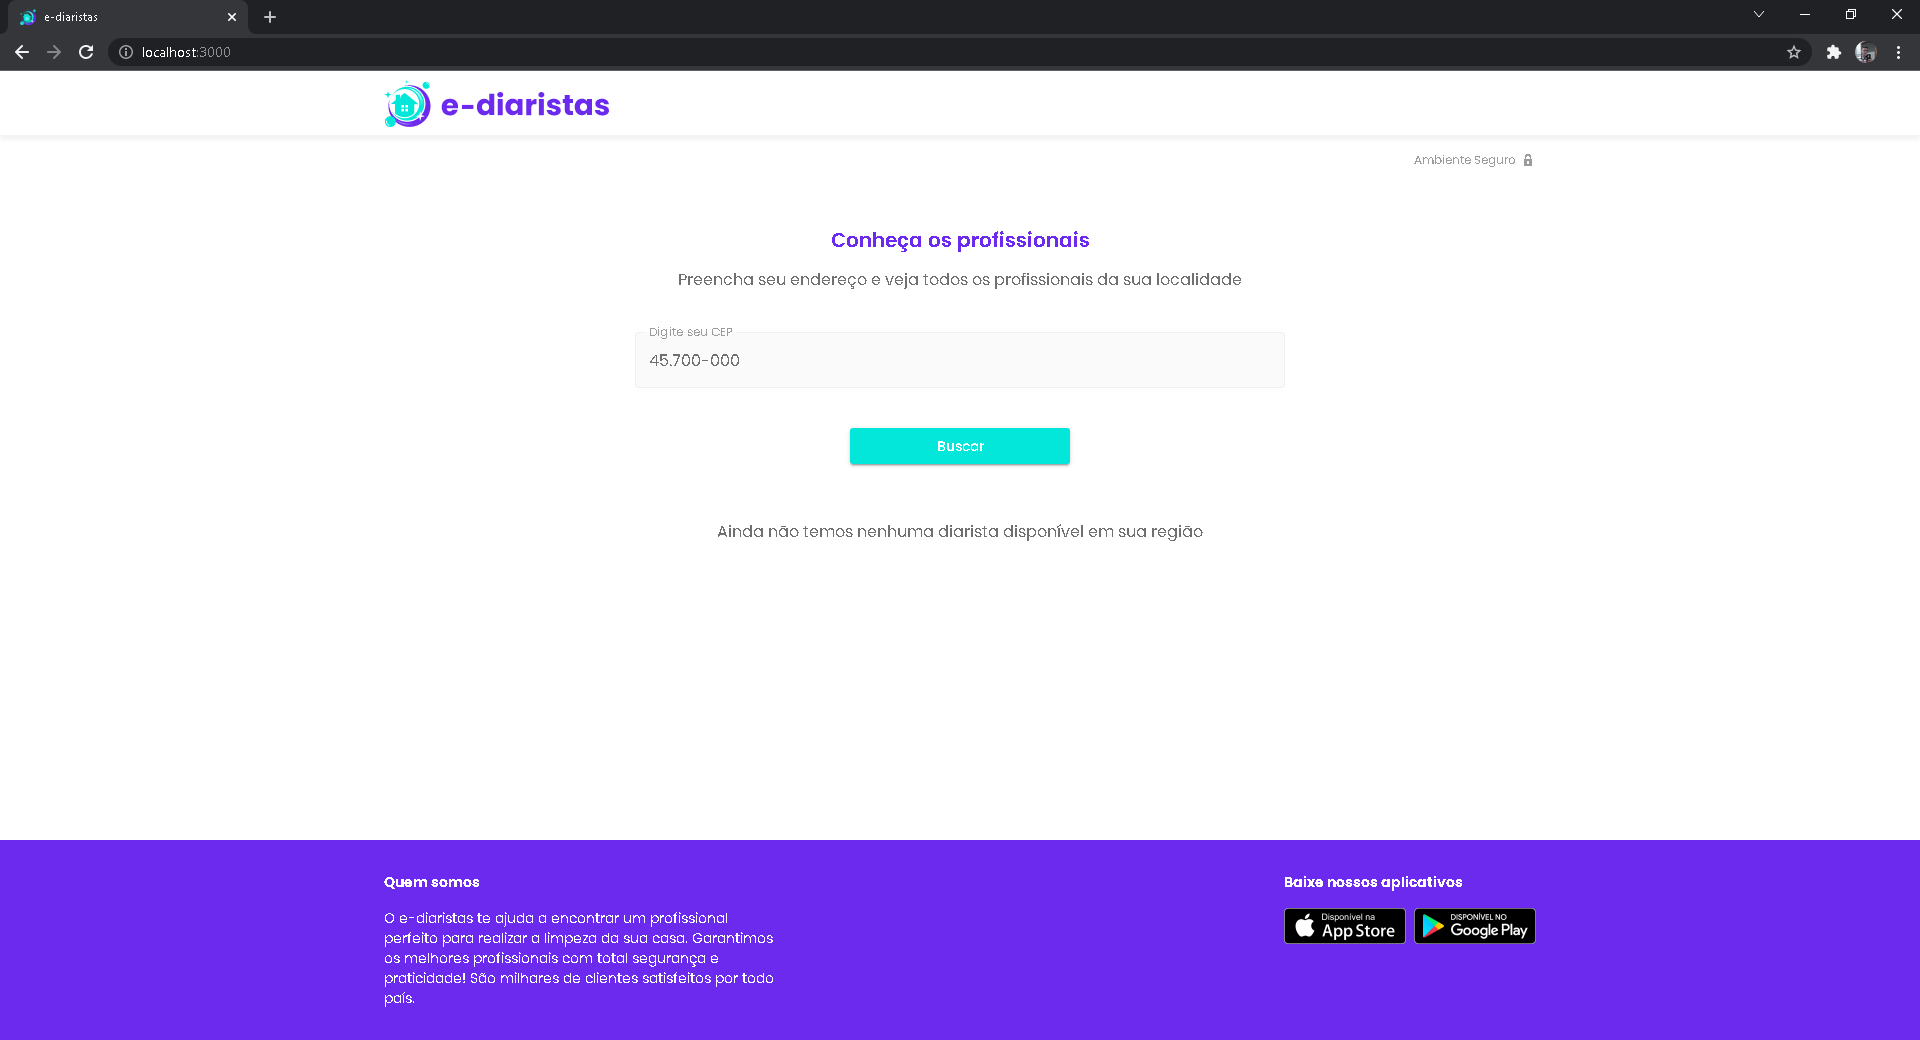 e-diaristas
localhost:3000
e-diaristas
Ambiente Seguro
Conheça os profissionais
Preencha seu endereço e veja todos os profissionais da sua localidade
Digite seu CEP
45.700-000
Buscar
Ainda não temos nenhuma diarista disponível em sua região
Quem somos
O e-diaristas te ajuda a encontrar um profissional
perfeito para realizar a limpeza da sua casa. Garantimos
os melhores profissionais com total segurança e
praticidade! São milhares de clientes satisfeitos por todo
país.
Baixe nossos aplicativos
Disponível na
App Store
DISPONÍVEL NO
Google Play